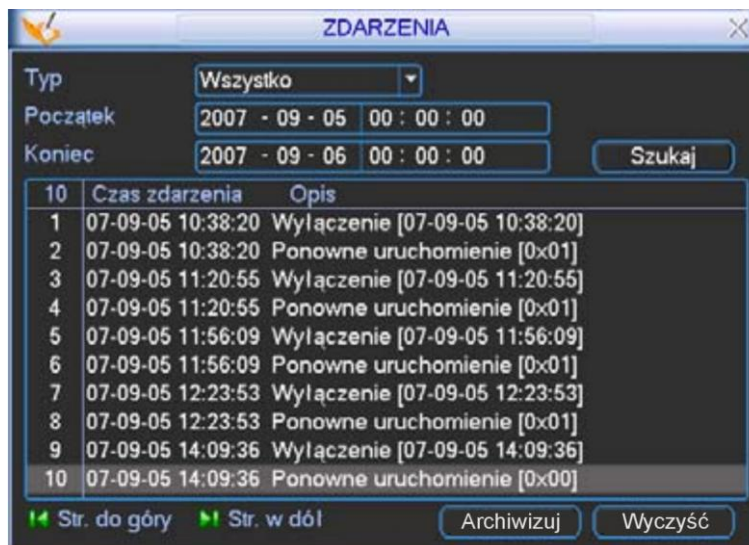 ZDARZENIA
Typ Wszystko
Początek 2007 - 09 - 05 00 : 00 : 00
Koniec 2007 - 09 - 06 00 : 00 : 00 Szukaj
10 Czas zdarzenia Opis
1 07-09-05 10:38:20 Wyłączenie [07-09-05 10:38:20]
2 07-09-05 10:38:20 Ponowne uruchomienie [0x01]
3 07-09-05 11:20:55 Wyłączenie [07-09-05 11:20:55]
4 07-09-05 11:20:55 Ponowne uruchomienie [0x01]
5 07-09-05 11:56:09 Wyłączenie [07-09-05 11:56:09]
6 07-09-05 11:56:09 Ponowne uruchomienie [0x01]
7 07-09-05 12:23:53 Wyłączenie [07-09-05 12:23:53]
8 07-09-05 12:23:53 Ponowne uruchomienie [0x01]
9 07-09-05 14:09:36 Wyłączenie [07-09-05 14:09:36]
10 07-09-05 14:09:36 Ponowne uruchomienie [0x00]
Str. do góry Str. w dól Archiwizuj Wyczyść